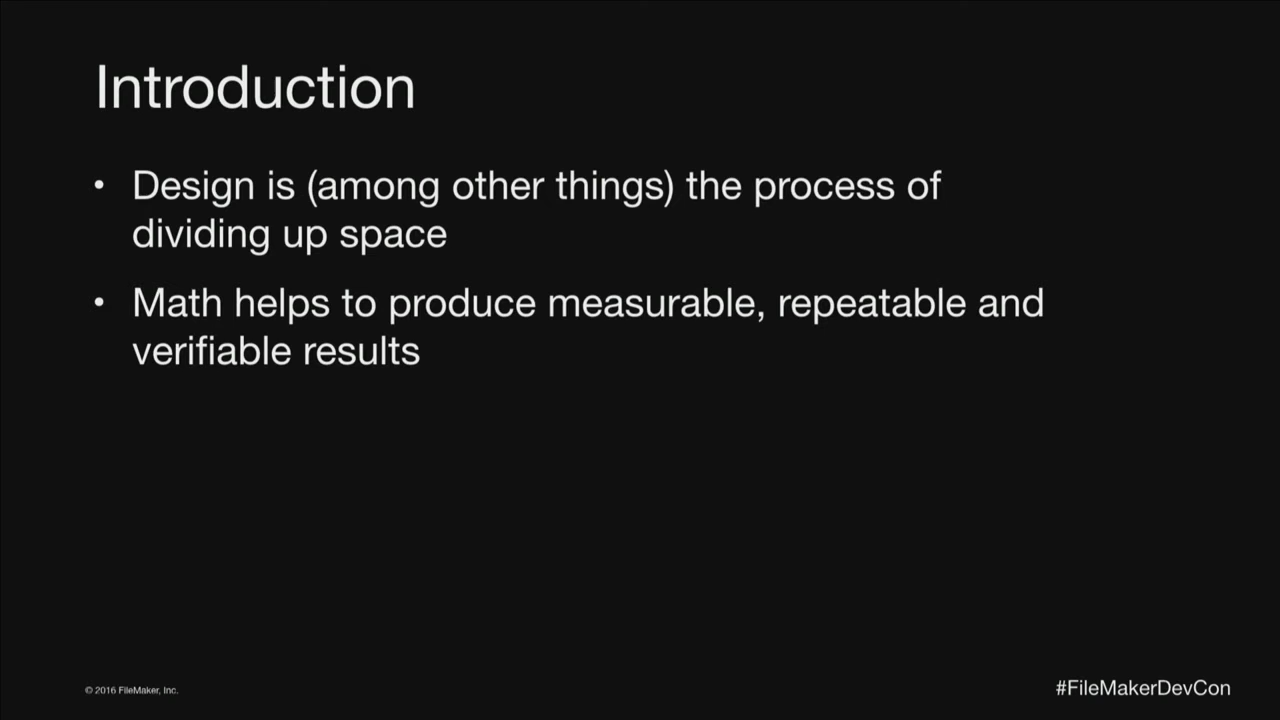 Introduction
• Design is (among other things) the process of
dividing up space
• Math helps to produce measurable, repeatable and
verifiable results
© 2016 FileMaker, Inc.
#FileMakerDevCon